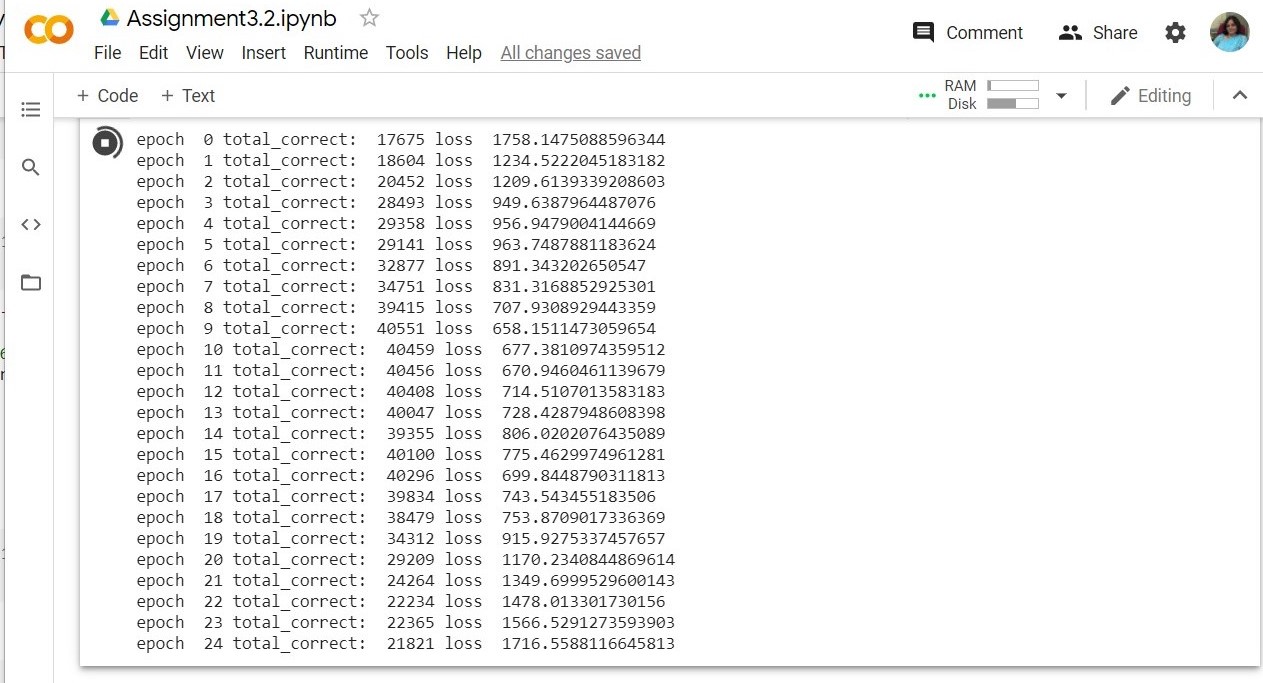 Assignment3.2.ipynb
File Edit View Insert Runtime Tools Help All changes saved
Comment Share
+ Code + Text
RAM
Disk
Editing
epoch 0 total_correct: 17675 loss 1758.1475088596344
epoch 1 total_correct: 18604 loss 1234.5222045183182
epoch 2 total_correct: 20452 loss 1209.6139339208603
epoch 3 total_correct: 28493 loss 949.6387964487076
epoch 4 total_correct: 29358 loss 956.9479004144669
epoch 5 total_correct: 29141 loss 963.7487881183624
epoch 6 total_correct: 32877 loss 891.343202650547
epoch 7 total_correct: 34751 loss 831.3168852925301
epoch 8 total_correct: 39415 loss 707.9308929443359
epoch 9 total_correct: 40551 loss 658.1511473059654
epoch 10 total_correct: 40459 loss 677.3810974359512
epoch 11 total_correct: 40456 loss 670.9460461139679
epoch 12 total_correct: 40408 loss 714.5107013583183
epoch 13 total_correct: 40047 loss 728.4287948608398
epoch 14 total_correct: 39355 loss 806.0202076435089
epoch 15 total_correct: 40100 loss 775.4629974961281
epoch 16 total_correct: 40296 loss 699.8448790311813
epoch 17 total_correct: 39834 loss 743.543455183506
epoch 18 total_correct: 38479 loss 753.8709017336369
epoch 19 total_correct: 34312 loss 915.9275337457657
epoch 20 total_correct: 29209 loss 1170.2340844869614
epoch 21 total_correct: 24264 loss 1349.6999529600143
epoch 22 total_correct: 22234 loss 1478.013301730156
epoch 23 total_correct: 22365 loss 1566.5291273593903
epoch 24 total_correct: 21821 loss 1716.5588116645813